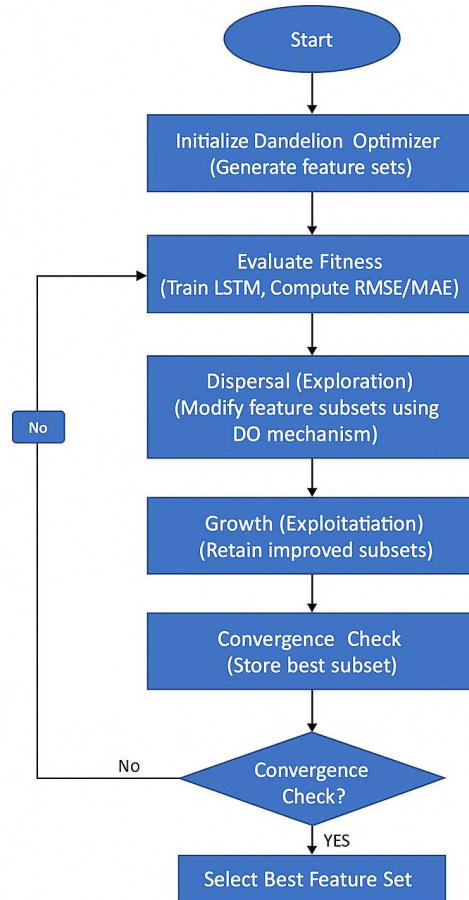 Start
Initialize Dandelion Optimizer
(Generate feature sets)
Evaluate Fitness
(Train LSTM, Compute RMSE/MAE)
Dispersal (Exploration)
(Modify feature subsets using
DO mechanism)
No
Growth (Exploitatiation)
(Retain improved subsets)
Convergence Check
(Store best subset)
No
Convergence
Check?
YES
Select Best Feature Set